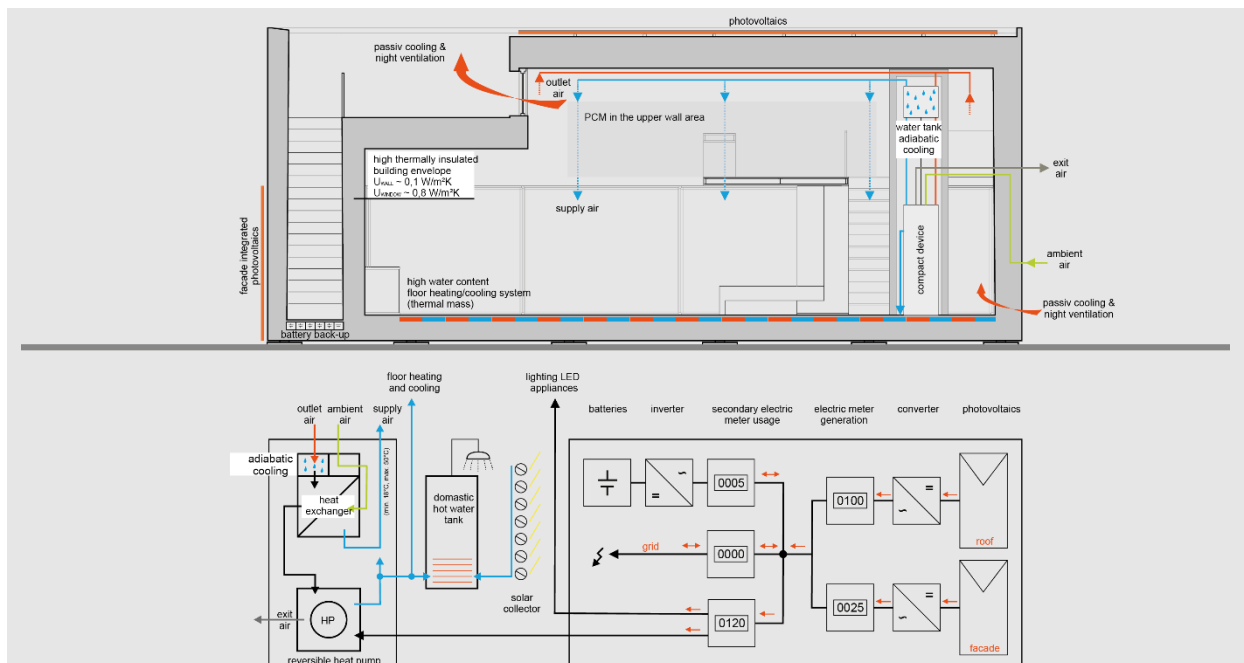 photovoltaics
passiv cooling &
night ventilation
outlet
air
PCM in the upper wall area
water tank
adiabatic
cooling
high thermally insulated
building envelope
UWALL ~ 0,1 W/m²K
UWINDOW ~ 0,8 W/m²K
exit
air
supply air
facade integrated
photovoltaics
compact device
ambient
air
high water content
floor heating/cooling system
(thermal mass)
passiv cooling &
night ventilation
battery back-up
floor heating
and cooling
lighting LED
appliances
batteries
inverter
secondary electric
meter usage
electric meter
generation
converter
photovoltaics
outlet
air
ambient
air
supply
air
adiabatic
cooling
(min. 16°C, max. 50°C)
heat
exchanger
domastic
hot water
tank
0005
0100
roof
grid
0000
solar
collector
0120
0025
facade
exit
air
HP
reversible heat pump